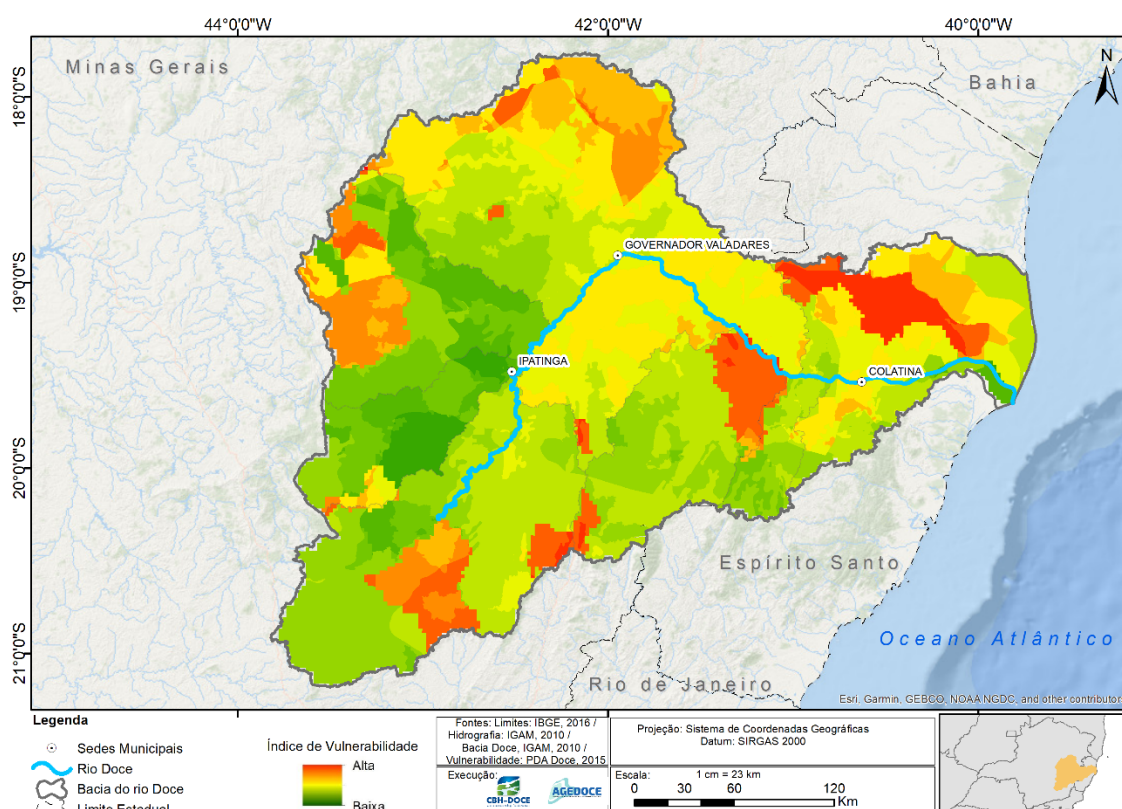 44°0'0"W
42°0'0"W
40°0'0"W
Minas Gerais
Bahia
N
18°0'0"S
19°0'0"S
20°0'0"S
21°0'0"S
GOVERNADOR VALADARES
IPATINGA
COLATINA
Espírito Santo
Oceano Atlântico
Rio de Janeiro
Esri, Garmin, GEBCO, NOAA NGDC, and other contributor
Legenda
Sedes Municipais
Rio Doce
Bacia do rio Doce
Limite Estadual
Índice de Vulnerabilidade
Alta
Baixa
Fontes: Limites: IBGE, 2016 /
Hidrografia: IGAM, 2010 /
Bacia Doce, IGAM, 2010 /
Vulnerabilidade: PDA Doce, 2015
Execução:
CBH-DOCE
AGEDOCE
Projeção: Sistema de Coordenadas Geográficas
Datum: SIRGAS 2000
Escala:
1 cm = 23 km
0 30 60 120
Km